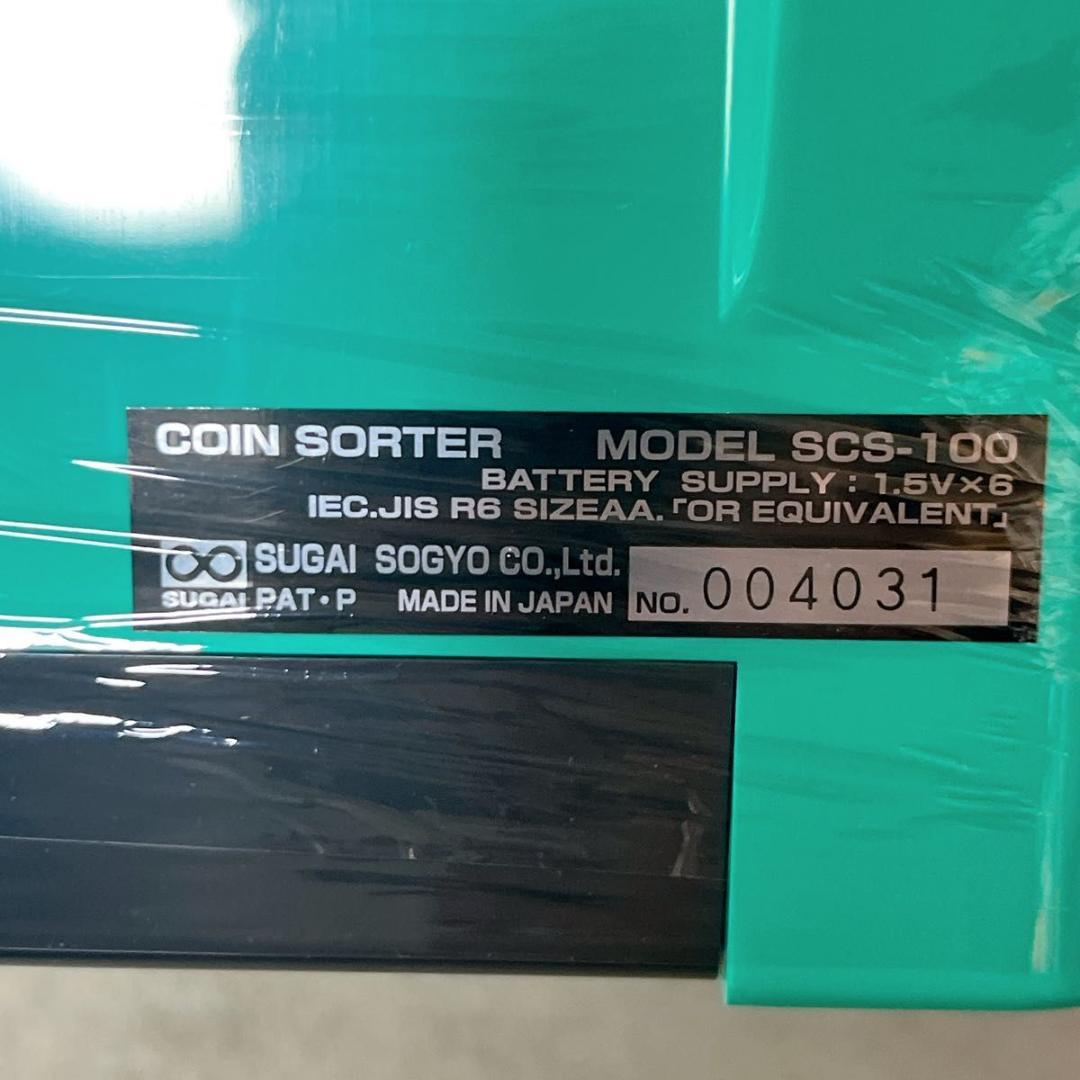 COIN SORTER MODEL SCS-100
BATTERY SUPPLY : 1.5V×6
IEC.JIS R6 SIZEAA.「OR EQUIVALENT」
SUGAI SOGYO CO.,Ltd.
SUGAI PAT・P MADE IN JAPAN NO. 004031